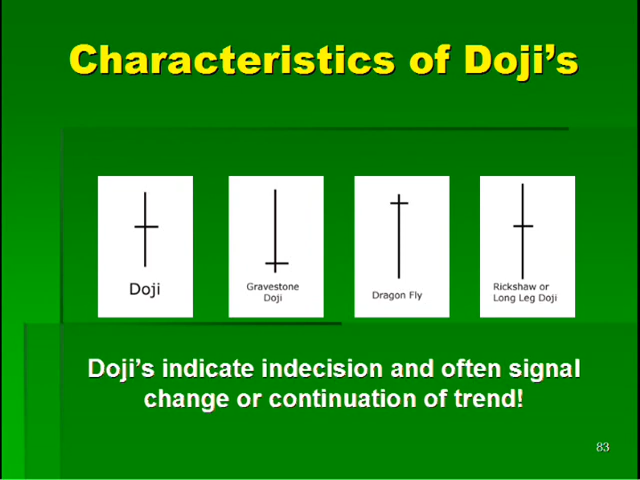 Characteristics of Doji's
Doji
Gravestone
Doji
Dragon Fly
Rickshaw or
Long Leg Doji
Doji's indicate indecision and often signal
change or continuation of trend!
83